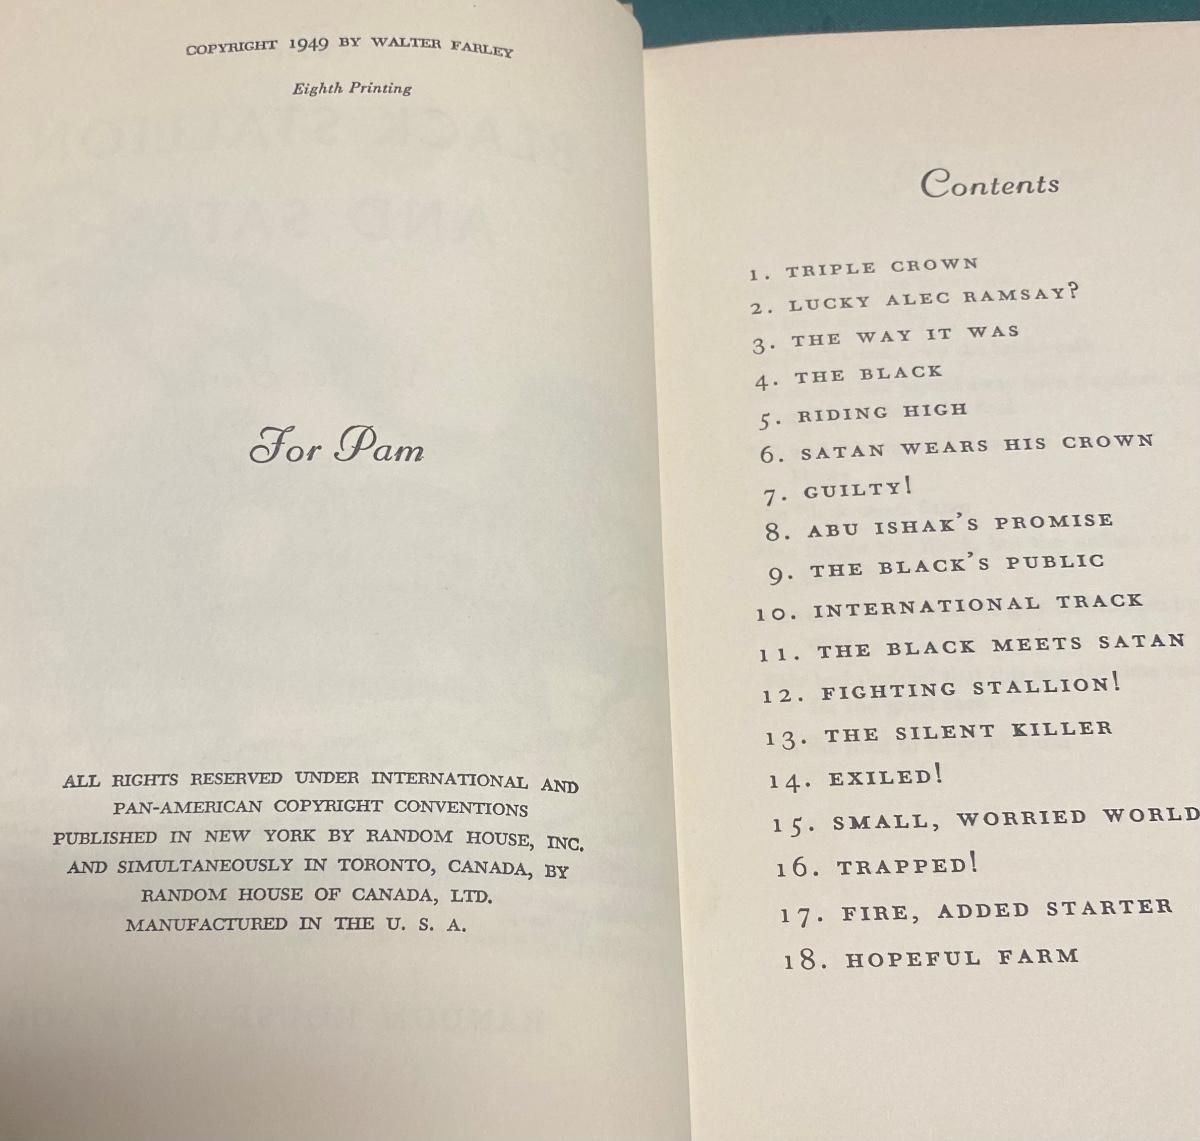 COPYRIGHT 1949 BY WALTER FARLEY
Eighth Printing
For Pam
ALL RIGHTS RESERVED UNDER INTERNATIONAL AND
PAN-AMERICAN COPYRIGHT CONVENTIONS
PUBLISHED IN NEW YORK BY RANDOM HOUSE, INC.
AND SIMULTANEOUSLY IN TORONTO, CANADA, BY
RANDOM HOUSE OF CANADA, LTD.
MANUFACTURED IN THE U. S. A.
Contents
1. TRIPLE CROWN
2. LUCKY ALEC RAMSAY?
3. THE WAY IT WAS
4. THE BLACK
5. RIDING HIGH
6. SATAN WEARS HIS CROWN
7. GUILTY!
8. ABU ISHAK'S PROMISE
9. THE BLACK'S PUBLIC
10. INTERNATIONAL TRACK
11. THE BLACK MEETS SATAN
12. FIGHTING STALLION!
13. THE SILENT KILLER
14. EXILED!
15. SMALL, WORRIED WORLD
16. TRAPPED!
17. FIRE, ADDED STARTER
18. HOPEFUL FARM